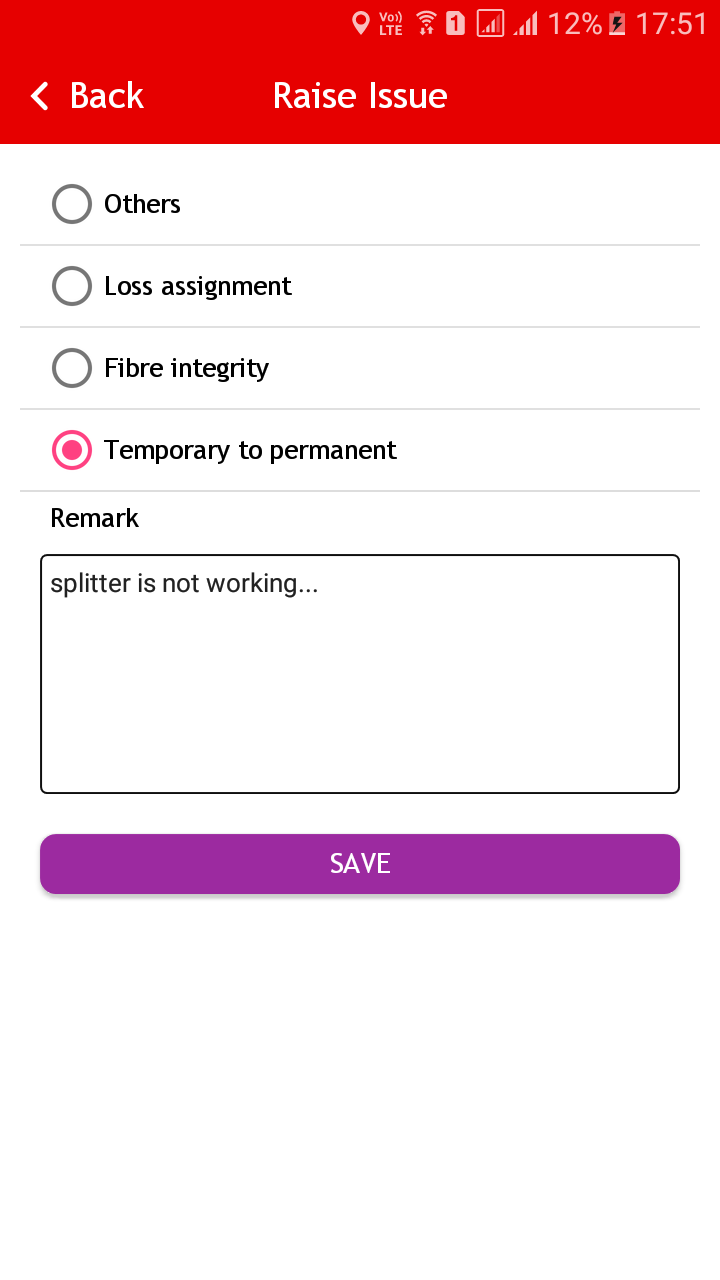 Vo)) LTE 1 12% 17:51
Back Raise Issue
Others
Loss assignment
Fibre integrity
Temporary to permanent
Remark
splitter is not working...
SAVE